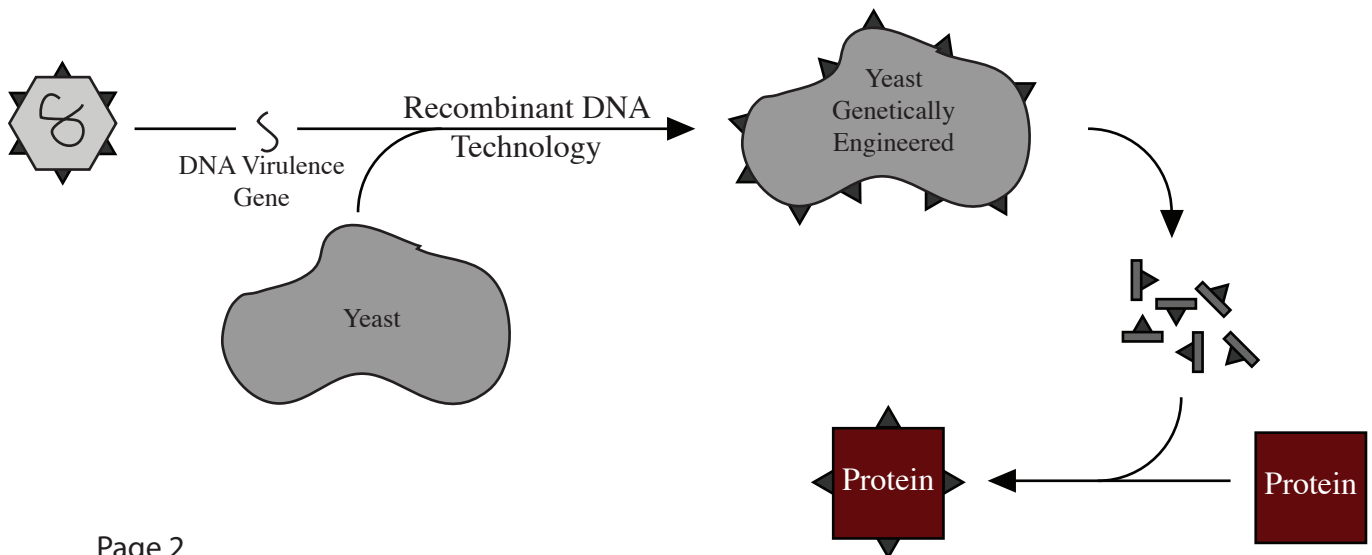 Recombinant DNA
Technology
DNA Virulence
Gene
Yeast
Genetically
Engineered
Yeast
Protein
Protein
Page 2